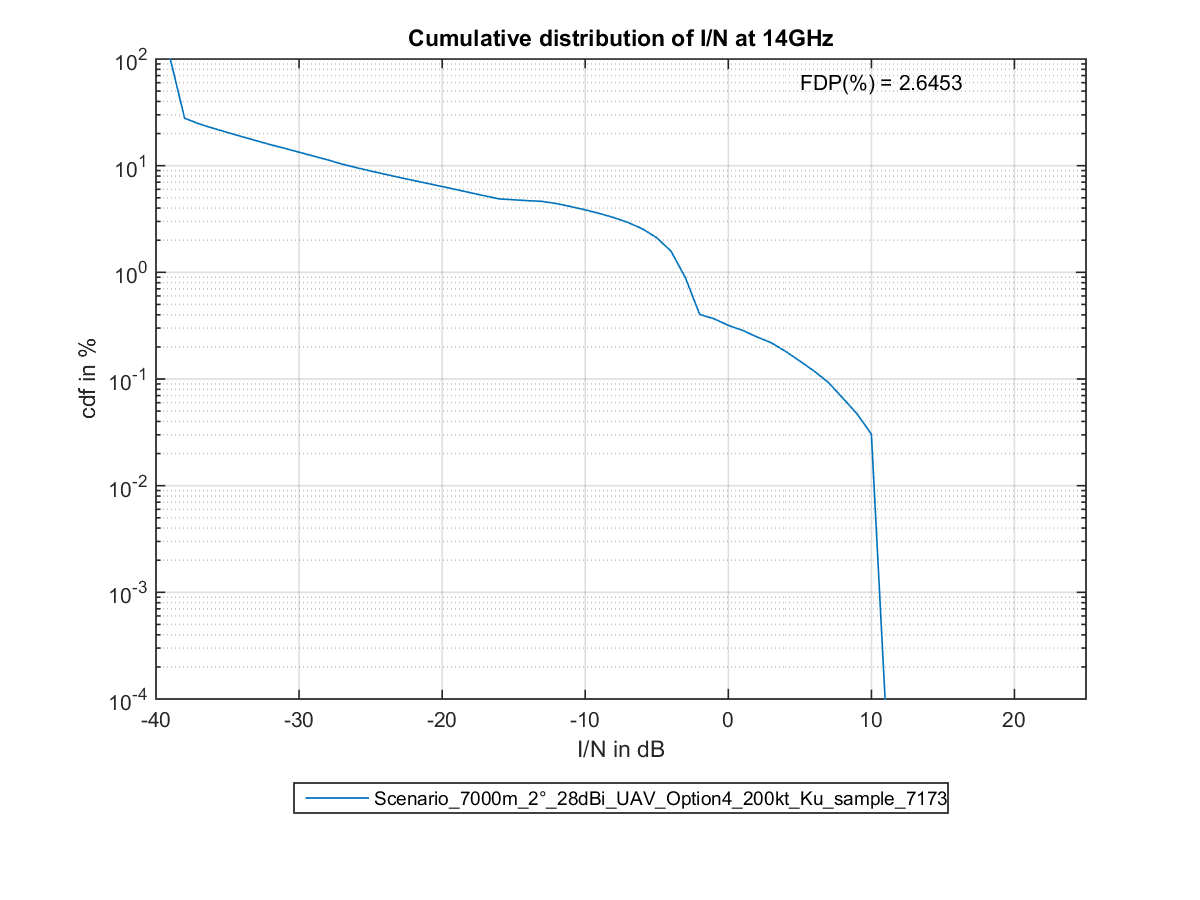 Cumulative distribution of I/N at 14GHz
FDP(%) = 2.6453
cdf in %
10^2
10^1
10^0
10^-1
10^-2
10^-3
10^-4
-40 -30 -20 -10 0 10 20
I/N in dB
Scenario_7000m_2°_28dBi_UAV_Option4_200kt_Ku_sample_7173